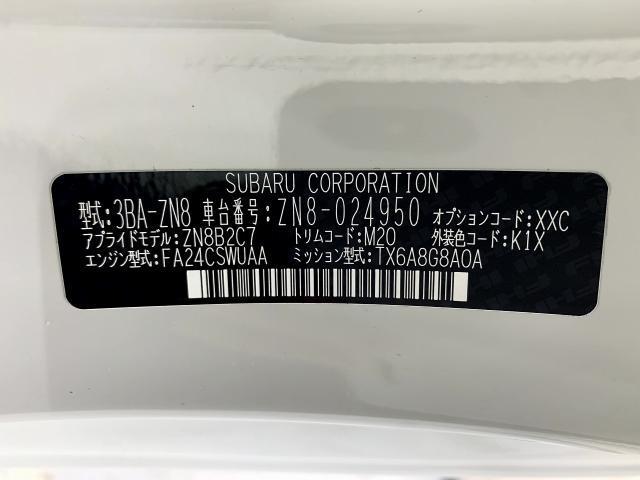 SUBARU CORPORATION
型式:3BA-ZN8 車台番号:ZN8-024950 オプションコード:XXC
アプライドモデル:ZN8B2C7 トリムコード:M20 外装色コード:K1X
エンジン型式:FA24CSWUAA ミッション型式:TX6A8G8AOA